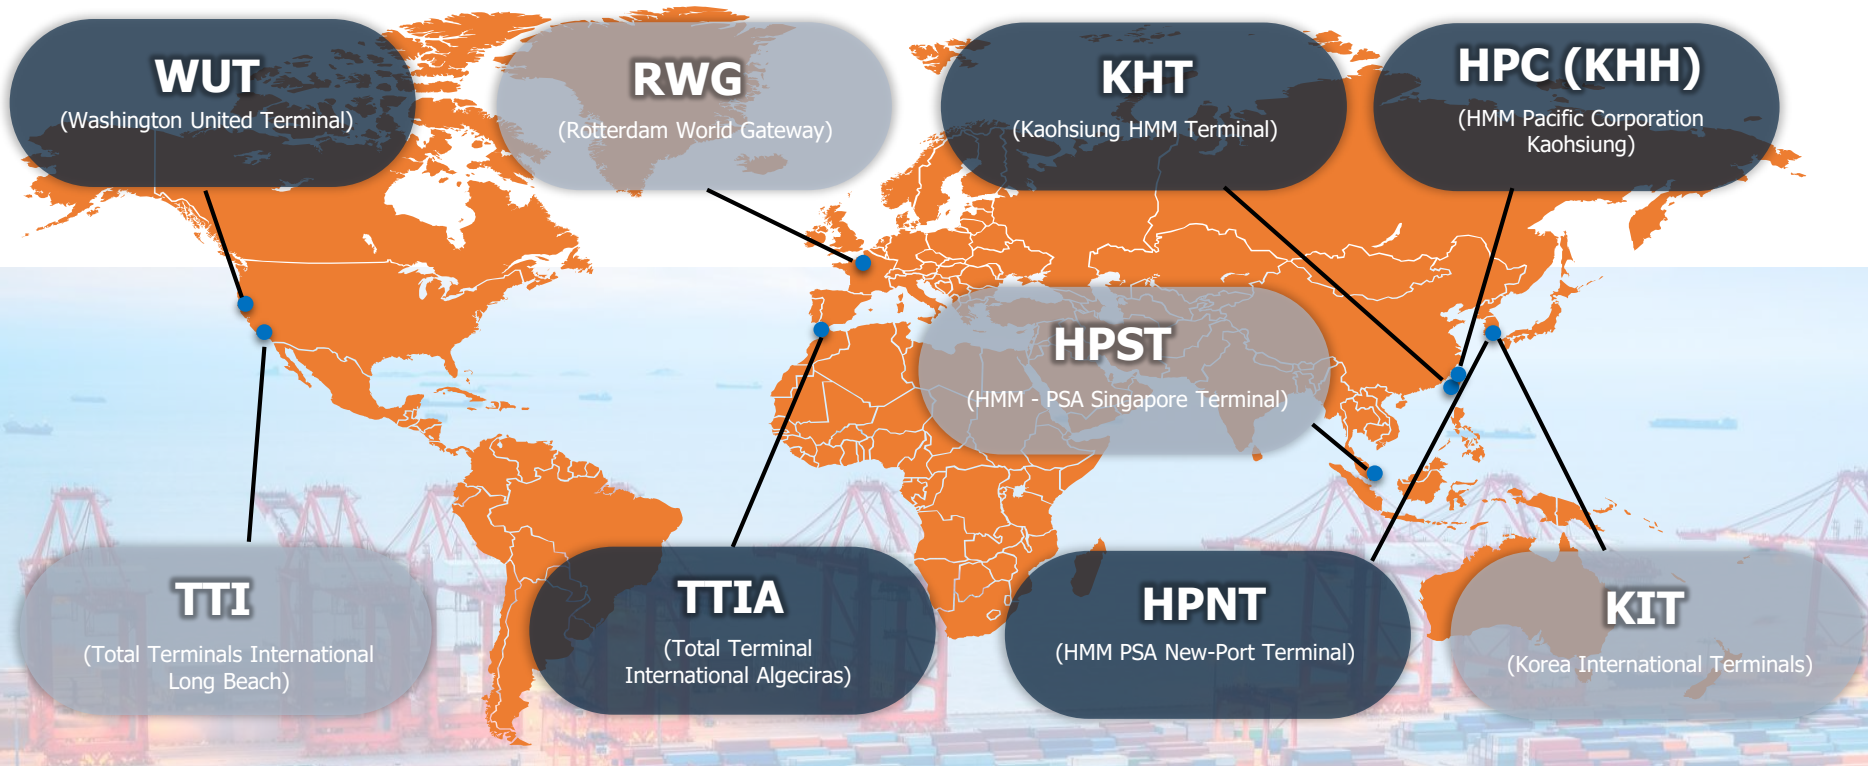 WUT
(Washington United Terminal)
RWG
(Rotterdam World Gateway)
KHT
(Kaohsiung HMM Terminal)
HPC (KHH)
(HMM Pacific Corporation
Kaohsiung)
HPST
(HMM - PSA Singapore Terminal)
TTI
(Total Terminals International
Long Beach)
TTIA
(Total Terminal
International Algeciras)
HPNT
(HMM PSA New-Port Terminal)
KIT
(Korea International Terminals)